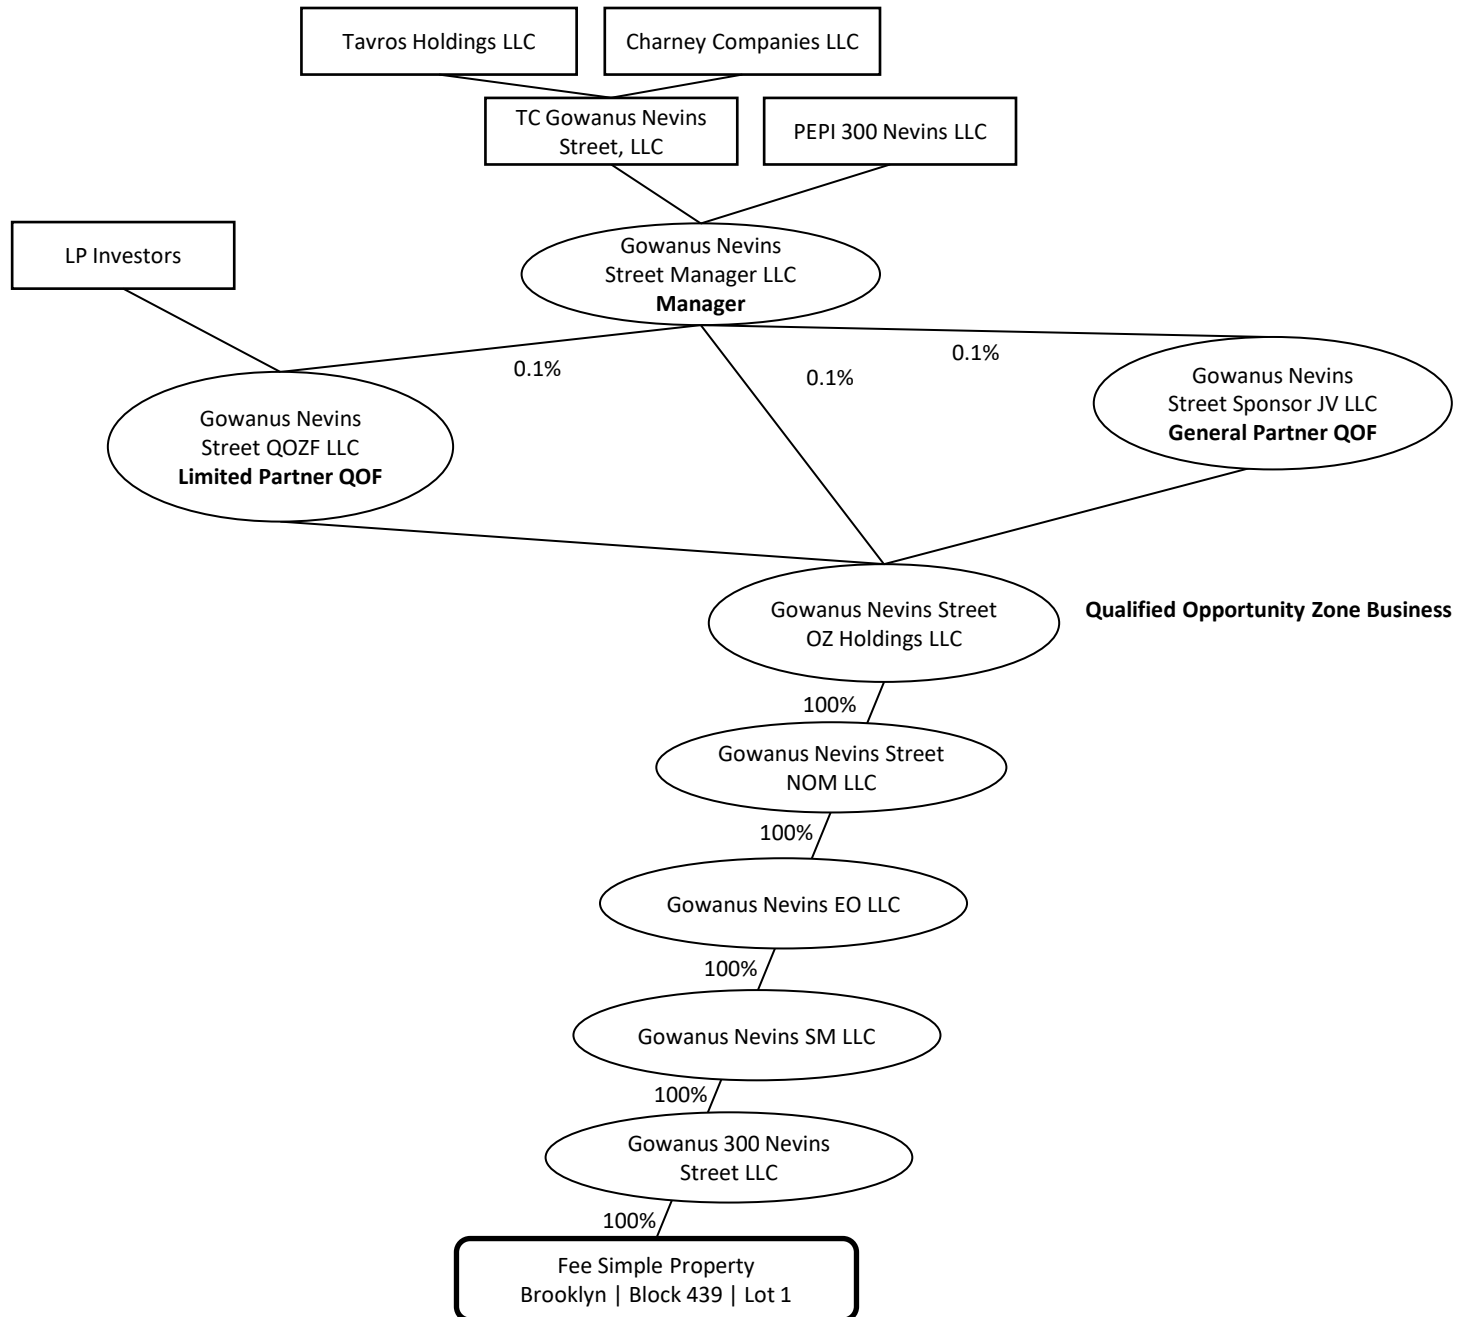 Tavros Holdings LLC
Charney Companies LLC
TC Gowanus Nevins
Street, LLC
PEPI 300 Nevins LLC
LP Investors
Gowanus Nevins
Street Manager LLC
Manager
0.1%
0.1%
0.1%
Gowanus Nevins
Street QOZF LLC
Limited Partner QOF
Gowanus Nevins
Street Sponsor JV LLC
General Partner QOF
Gowanus Nevins Street
OZ Holdings LLC
Qualified Opportunity Zone Business
100%
Gowanus Nevins Street
NOM LLC
100%
Gowanus Nevins EO LLC
100%
Gowanus Nevins SM LLC
100%
Gowanus 300 Nevins
Street LLC
100%
Fee Simple Property
Brooklyn | Block 439 | Lot 1